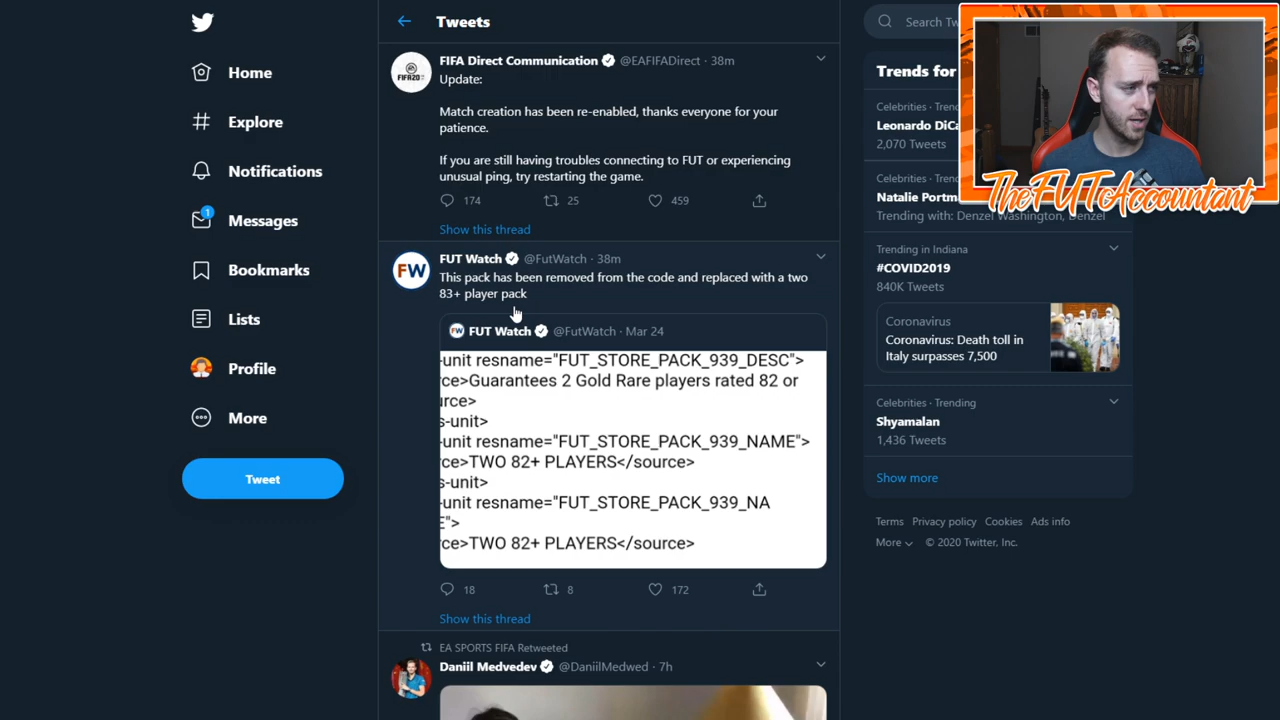 Home
Explore
Notifications
1
Messages
Bookmarks
Lists
Profile
More
Tweet
Tweets
FIFA Direct Communication @EAFIFADirect · 38m
Update:
Match creation has been re-enabled, thanks everyone for your
patience.
If you are still having troubles connecting to FUT or experiencing
unusual ping, try restarting the game.
174 25 459
Show this thread
FW
FUT Watch @FutWatch · 38m
This pack has been removed from the code and replaced with a two
83+ player pack
FUT Watch @FutWatch · Mar 24
-unit resname="FUT_STORE_PACK_939_DESC">
rce>Guarantees 2 Gold Rare players rated 82 or
urce>
s-unit>
-unit resname="FUT_STORE_PACK_939_NAME">
rce>TWO 82+ PLAYERS</source>
s-unit>
-unit resname="FUT_STORE_PACK_939_NA
E">
rce>TWO 82+ PLAYERS</source>
18 8 172
Show this thread
EA SPORTS FIFA Retweeted
Daniil Medvedev @DaniilMedwed · 7h
Search Tw
Trends for
Celebrities · Tren
Leonardo DiCa
2,070 Tweets
Celebrities · Tren
Natalie Portm
Trending with: Denzel Washington, Denzel
Trending in Indiana
#COVID2019
840K Tweets
Coronavirus
Coronavirus: Death toll in
Italy surpasses 7,500
Celebrities · Trending
Shyamalan
1,436 Tweets
Show more
Terms Privacy policy Cookies Ads info
More © 2020 Twitter, Inc.
TheFUTAccountant